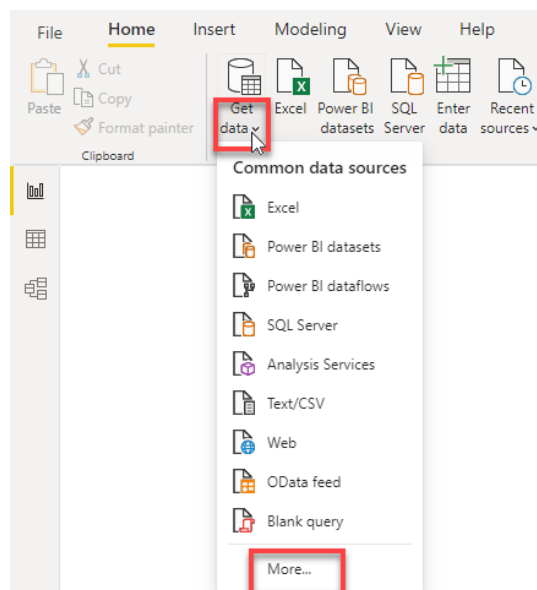 File Home Insert Modeling View Help
Paste
Cut
Copy
Format painter
Clipboard
Get
data
Excel
Power BI
datasets
SQL
Server
Enter
data
Recent
sources
Common data sources
Excel
Power BI datasets
Power BI dataflows
SQL Server
Analysis Services
Text/CSV
Web
OData feed
Blank query
More...